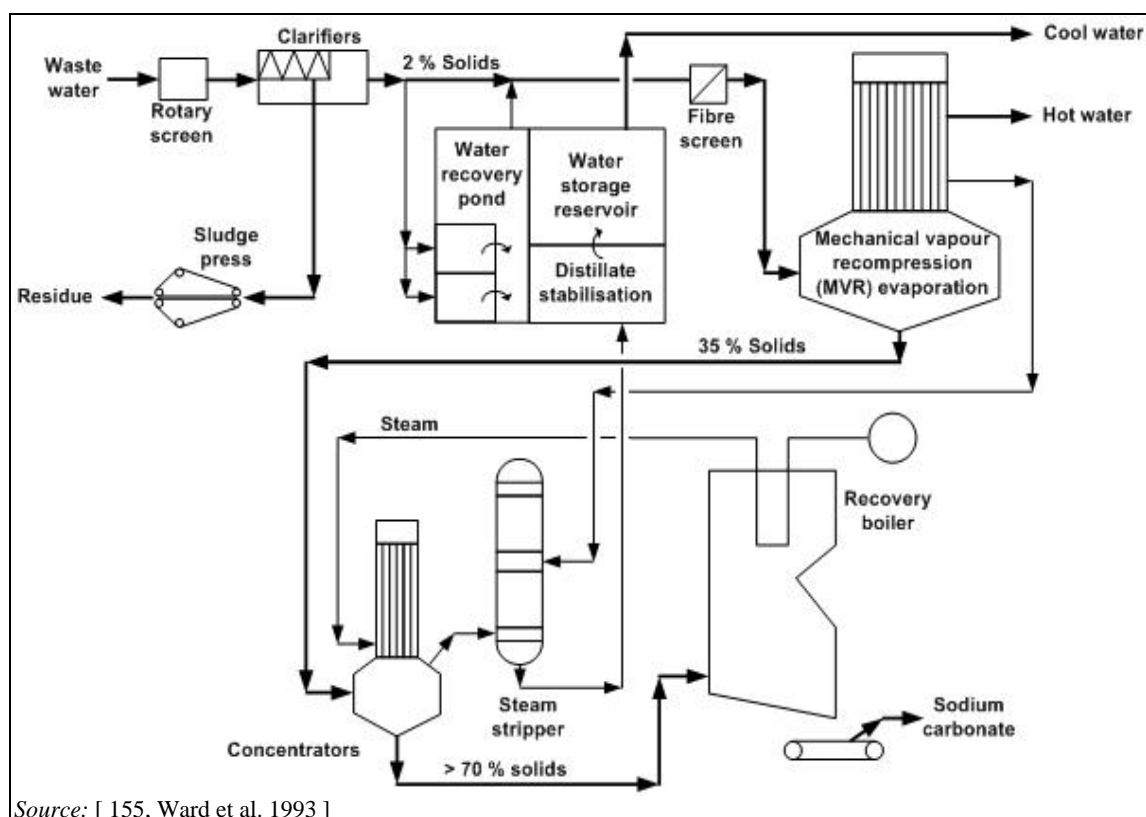 Clarifiers
Cool water
Waste
water
2 % Solids
Rotary
screen
Fibre
screen
Hot water
Water
recovery
pond
Water
storage
reservoir
Distillate
stabilisation
Mechanical vapour
recompression
(MVR) evaporation
Sludge
press
Residue
35 % Solids
Steam
Recovery
boiler
Steam
stripper
Concentrators
> 70 % solids
Sodium
carbonate
Source: [ 155, Ward et al. 1993 ]